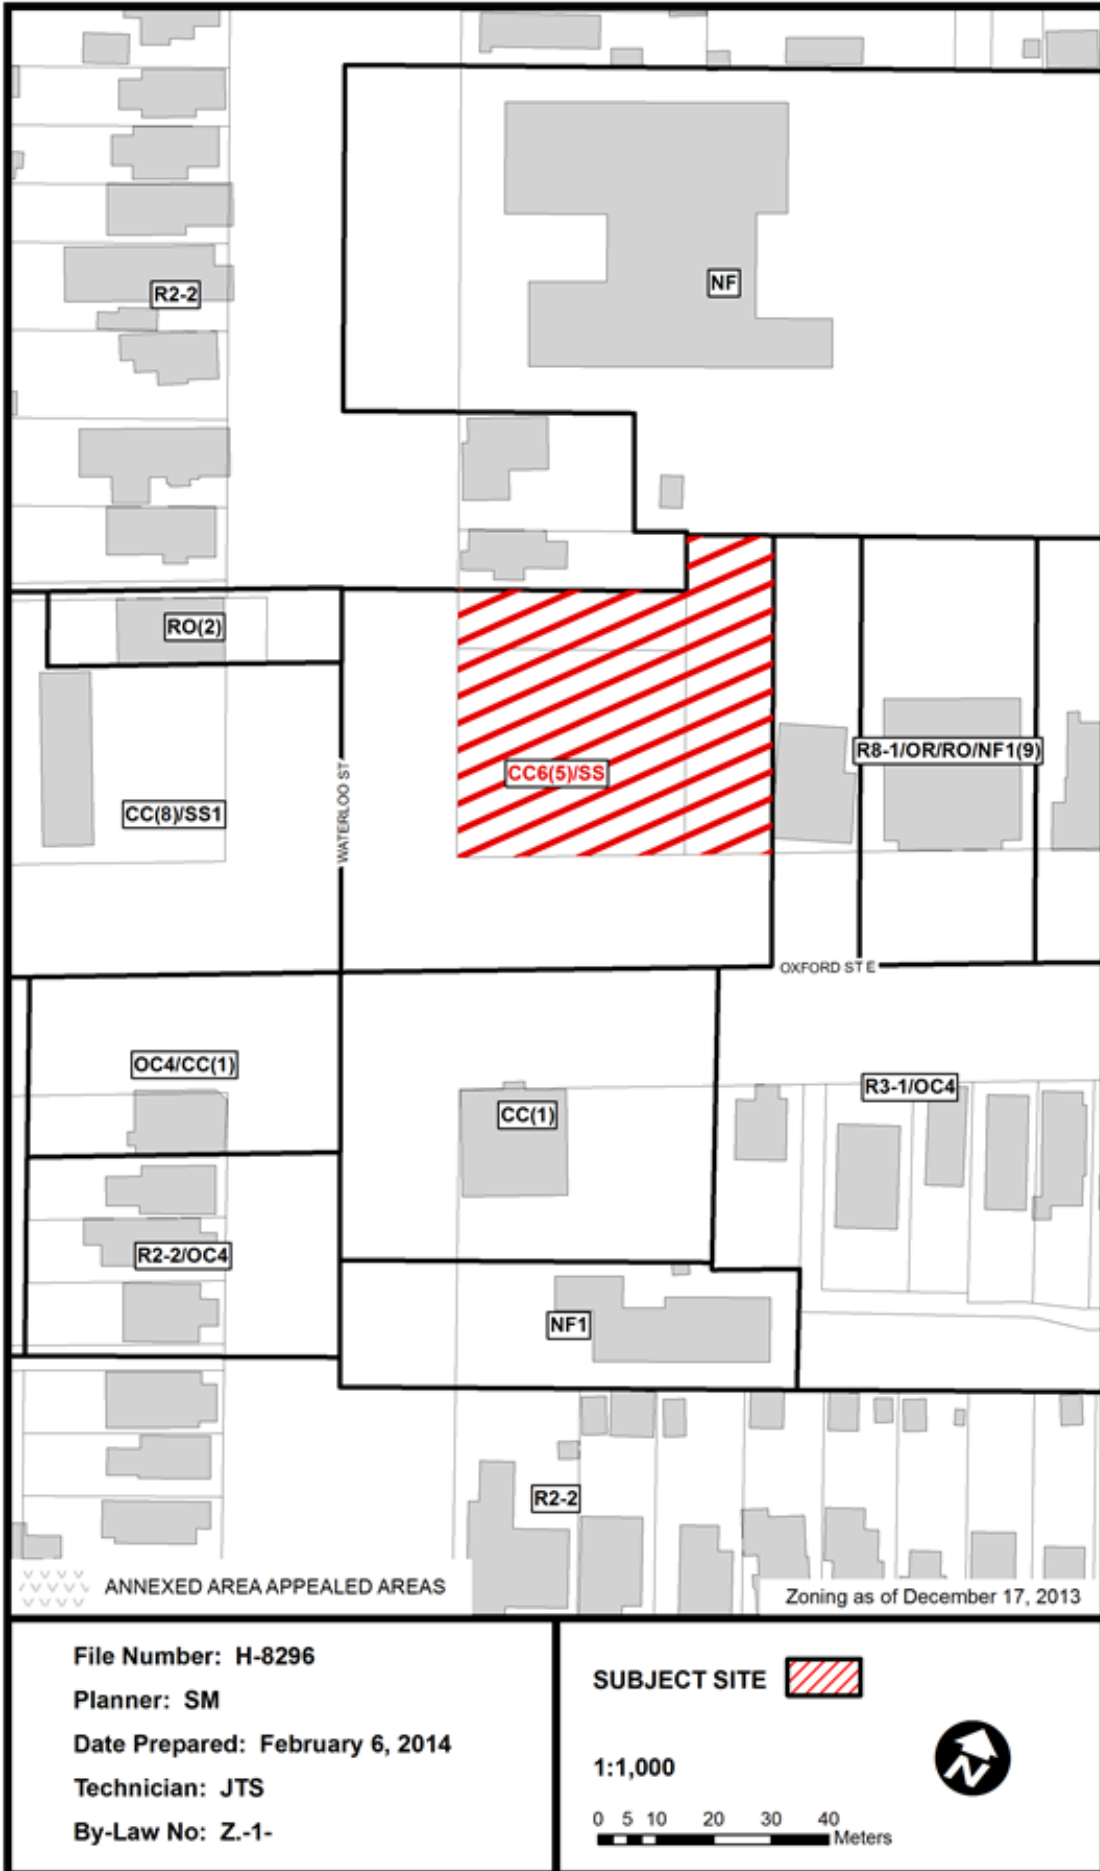 R2-2
NF
RO(2)
CC6(5)/SS
R8-1/OR/RO/NF1(9)
CC(8)/SS1
WATERLOO ST
OXFORD ST E
OC4/CC(1)
CC(1)
R3-1/OC4
R2-2/OC4
NF1
R2-2
ANNEXED AREA APPEALED AREAS
Zoning as of December 17, 2013
File Number: H-8296
Planner: SM
Date Prepared: February 6, 2014
Technician: JTS
By-Law No: Z.-1-
SUBJECT SITE
1:1,000
N
0 5 10 20 30 40
Meters